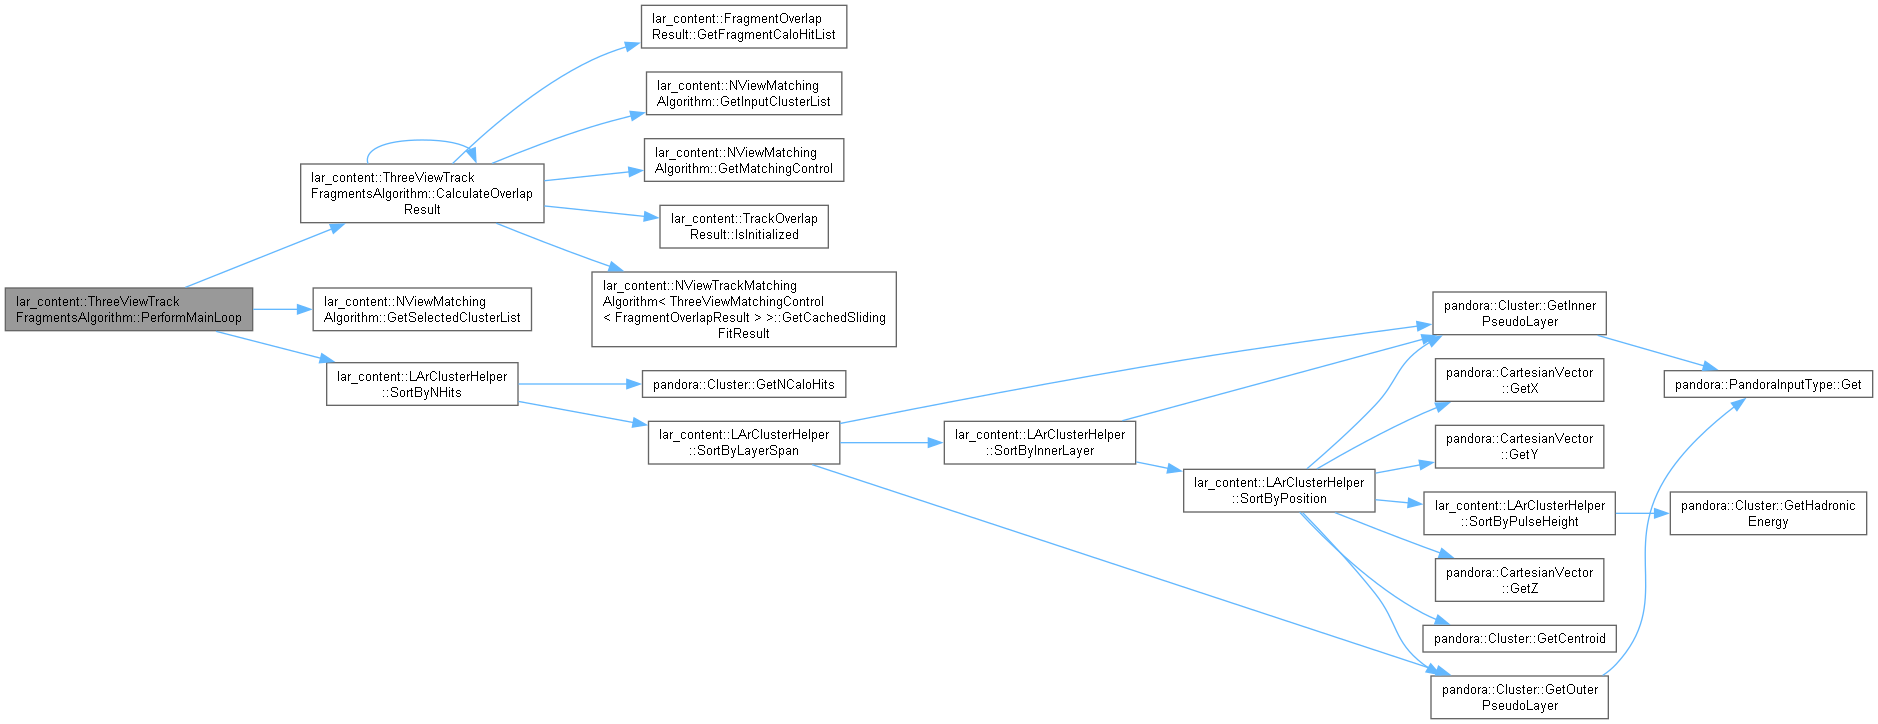 lar_content::FragmentOverlap
Result::GetFragmentCaloHitList
lar_content::NViewMatching
Algorithm::GetInputClusterList
lar_content::NViewMatching
Algorithm::GetMatchingControl
lar_content::ThreeViewTrack
FragmentsAlgorithm::CalculateOverlap
Result
lar_content::TrackOverlap
Result::IsInitialized
lar_content::NViewTrackMatching
Algorithm< ThreeViewMatchingControl
< FragmentOverlapResult > >::GetCachedSliding
FitResult
lar_content::ThreeViewTrack
FragmentsAlgorithm::PerformMainLoop
lar_content::NViewMatching
Algorithm::GetSelectedClusterList
lar_content::LArClusterHelper
::SortByNHits
pandora::Cluster::GetNCaloHits
lar_content::LArClusterHelper
::SortByLayerSpan
lar_content::LArClusterHelper
::SortByInnerLayer
lar_content::LArClusterHelper
::SortByPosition
pandora::Cluster::GetInner
PseudoLayer
pandora::CartesianVector
::GetX
pandora::CartesianVector
::GetY
lar_content::LArClusterHelper
::SortByPulseHeight
pandora::CartesianVector
::GetZ
pandora::Cluster::GetCentroid
pandora::Cluster::GetOuter
PseudoLayer
pandora::PandoraInputType::Get
pandora::Cluster::GetHadronic
Energy